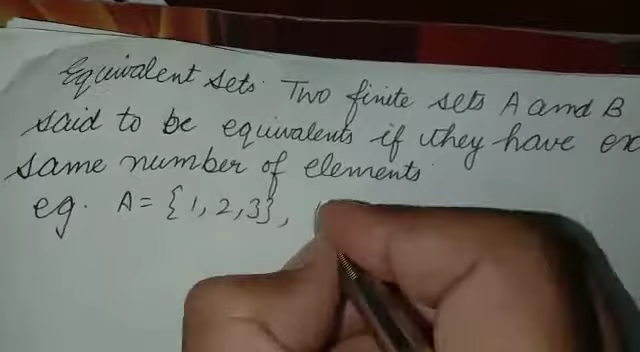 Equivalent sets. Two finite sets A and B
said to be equivalents if they have
same number of elements
eg. A = {1, 2, 3},